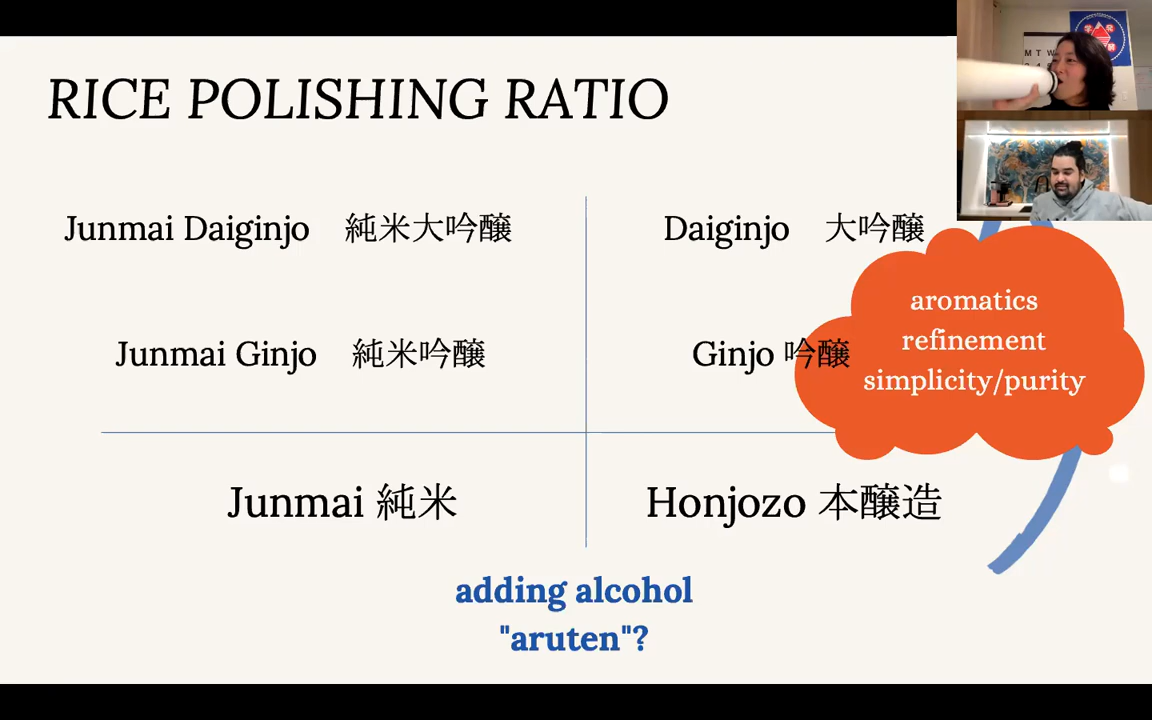 RICE POLISHING RATIO
Junmai Daiginjo 純米大吟醸
Daiginjo 大吟醸
Junmai Ginjo 純米吟醸
Ginjo 吟醸
aromatics
refinement
simplicity/purity
Junmai 純米
Honjozo 本醸造
adding alcohol
"aruten"?
M T W